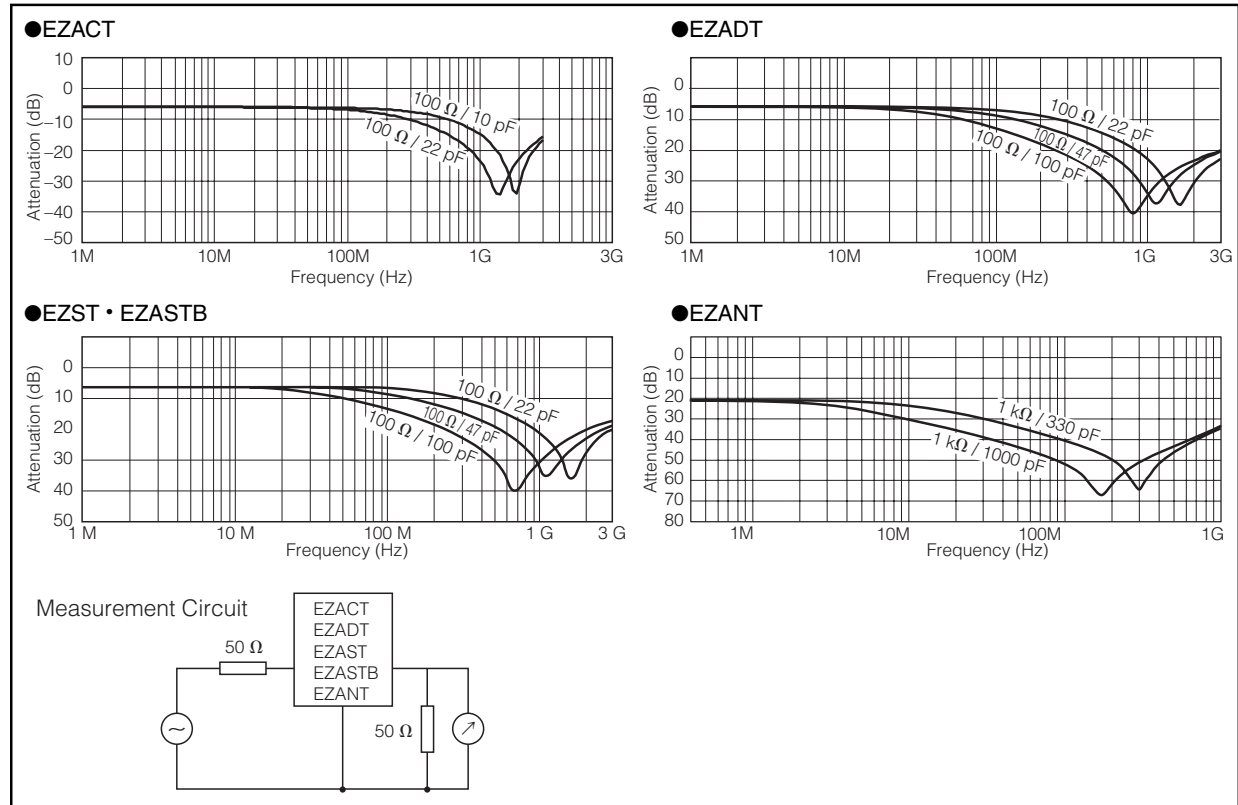 ●EZACT
10
0
–10
–20
–30
–40
–50
Attenuation (dB)
100 Ω / 10 pF
100 Ω / 22 pF
1M
10M
100M
1G
3G
Frequency (Hz)
●EZADT
0
10
20
30
40
50
Attenuation (dB)
100 Ω / 22 pF
100 Ω / 47 pF
100 Ω / 100 pF
1M
10M
100M
1G
3G
Frequency (Hz)
●EZST • EZASTB
0
10
20
30
40
50
Attenuation (dB)
100 Ω / 22 pF
100 Ω / 47 pF
100 Ω / 100 pF
1 M
10 M
100 M
1 G
3 G
Frequency (Hz)
●EZANT
0
10
20
30
40
50
60
70
80
Attenuation (dB)
1 kΩ / 330 pF
1 kΩ / 1000 pF
1M
10M
100M
1G
Frequency (Hz)
Measurement Circuit
50 Ω
EZACT
EZADT
EZAST
EZASTB
EZANT
50 Ω